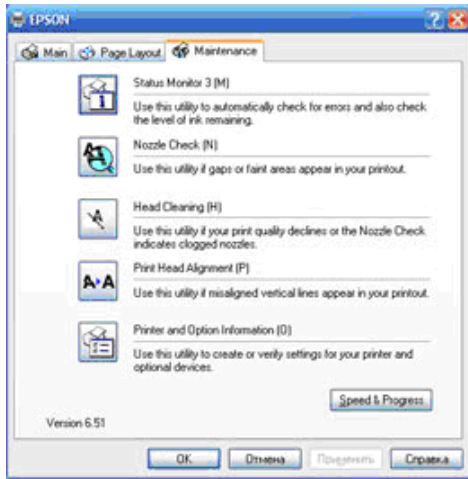 EPSON
Main Page Layout Maintenance
Status Monitor 3 (M)
Use this utility to automatically check for errors and also check
the level of ink remaining.
Nozzle Check (N)
Use this utility if gaps or faint areas appear in your printout.
Head Cleaning (H)
Use this utility if your print quality declines or the Nozzle Check
indicates clogged nozzles.
Print Head Alignment (P)
Use this utility if misaligned vertical lines appear in your printout.
Printer and Option Information (O)
Use this utility to create or verify settings for your printer and
optional devices.
Speed & Progress
Version 6.51
OK Отмена Применить Справка